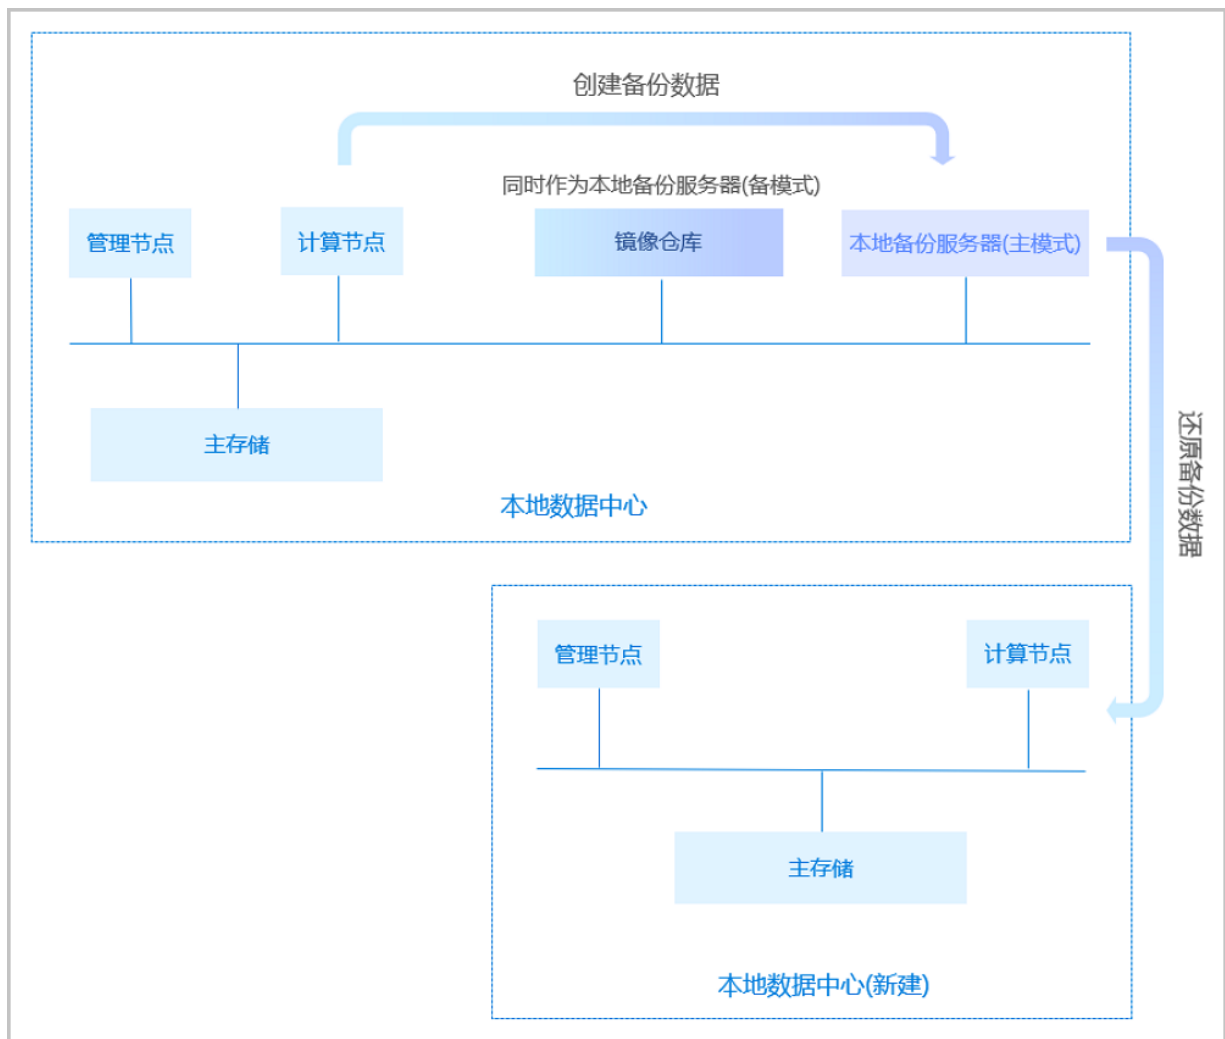 创建备份数据
同时作为本地备份服务器(备模式)
管理节点
计算节点
镜像仓库
本地备份服务器(主模式)
主存储
本地数据中心
还原备份数据
管理节点
计算节点
主存储
本地数据中心(新建)